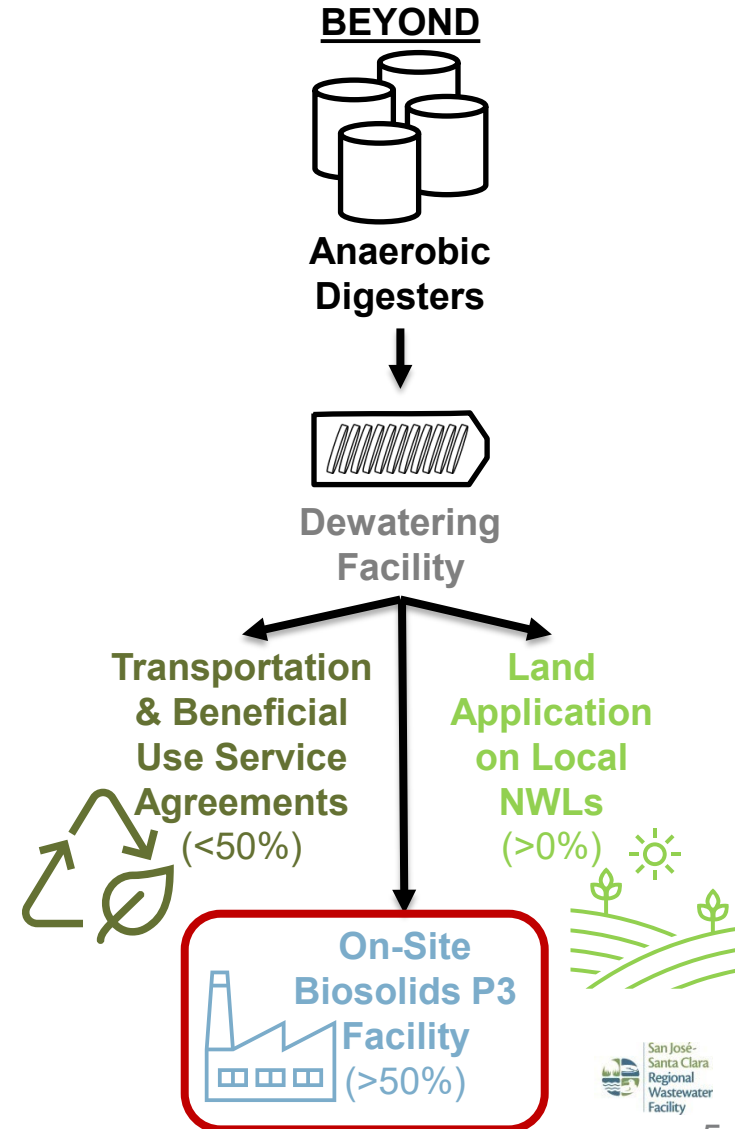 BEYOND
Anaerobic
Digesters
Dewatering
Facility
Transportation
& Beneficial
Use Service
Agreements
(<50%)
Land
Application
on Local
NWLs
(>0%)
On-Site
Biosolids P3
Facility
(>50%)
San José-
Santa Clara
Regional
Wastewater
Facility